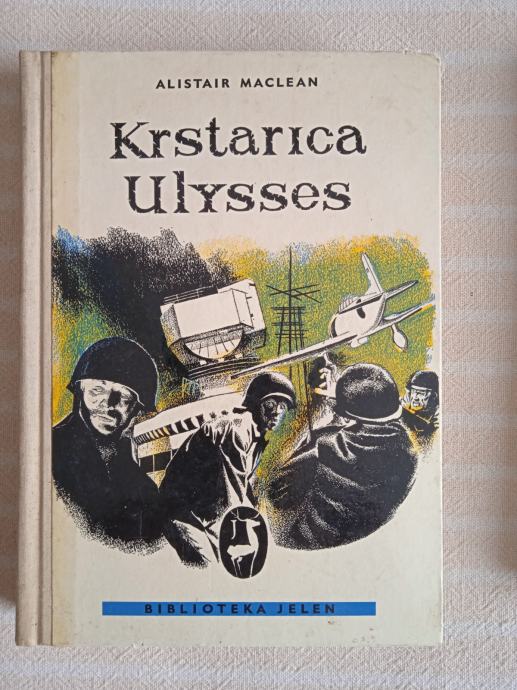 ALISTAIR MACLEAN
Krstarica
Ulysses
BIBLIOTEKA JELEN